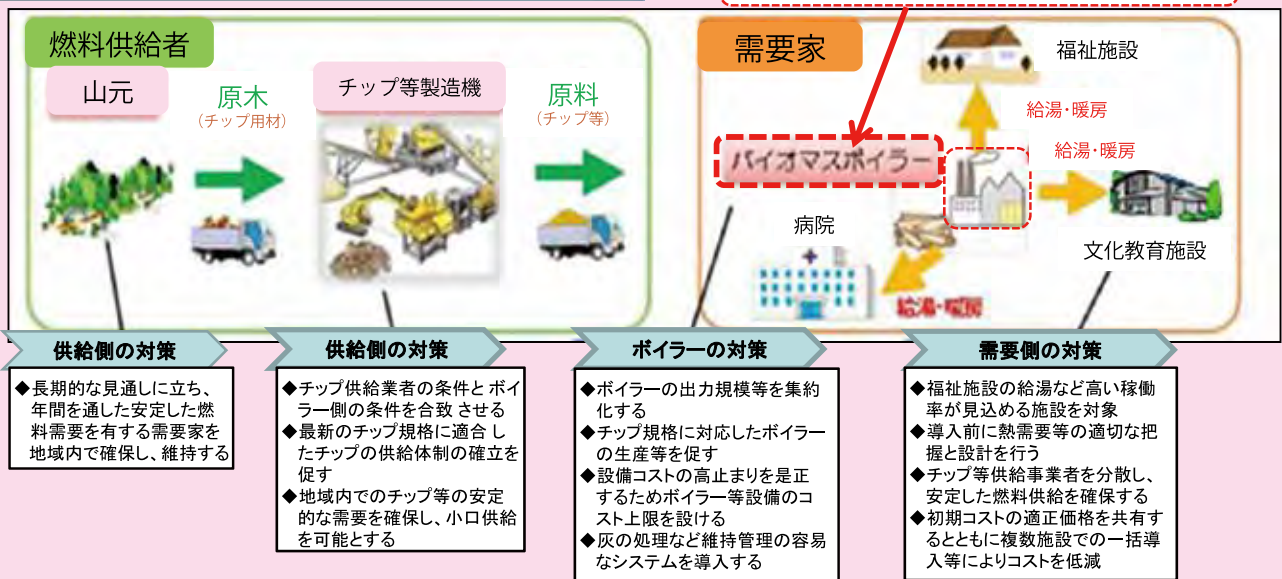 燃料供給者
山元
原木
(チップ用材)
チップ等製造機
原料
(チップ等)
需要家
福祉施設
給湯・暖房
給湯・暖房
バイオマスボイラー
病院
文化教育施設
給湯・暖房
供給側の対策
◆長期的な見通しに立ち、
年間を通した安定した燃
料需要を有する需要家を
地域内で確保し、維持する
供給側の対策
◆チップ供給業者の条件とボイ
ラー側の条件を合致させる
◆最新のチップ規格に適合し
たチップの供給体制の確立を
促す
◆地域内でのチップ等の安定
的な需要を確保し、小口供給
を可能とする
ボイラーの対策
◆ボイラーの出力規模等を集約
化する
◆チップ規格に対応したボイラー
の生産等を促す
◆設備コストの高止まりを是正
するためボイラー等設備のコ
スト上限を設ける
◆灰の処理など維持管理の容易
なシステムを導入する
需要側の対策
◆福祉施設の給湯など高い稼働
率が見込める施設を対象
◆導入前に熱需要等の適切な把
握と設計を行う
◆チップ等供給事業者を分散し、
安定した燃料供給を確保する
◆初期コストの適正価格を共有す
るとともに複数施設での一括導
入等によりコストを低減